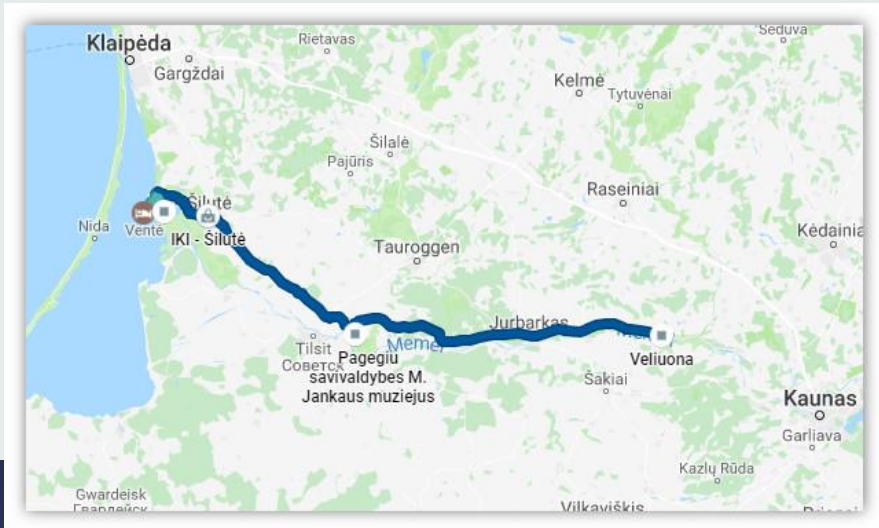 Seduva
Klaipėda
Rietavas
Gargždai
Kelmė
Tytuvėnai
Šilalė
Pajūris
Raseiniai
Šilutė
Nida
Ventė
IKI - Šilutė
Kėdainia
Tauroggen
Jurbarkas
Memel
Tilsit
Советск
Pagegiu
savivaldybes M.
Jankaus muziejus
Veliuona
Šakiai
Kaunas
Garliava
Kazlų Rūda
Gwardeisk
Гвардейск
Vilkaviškis